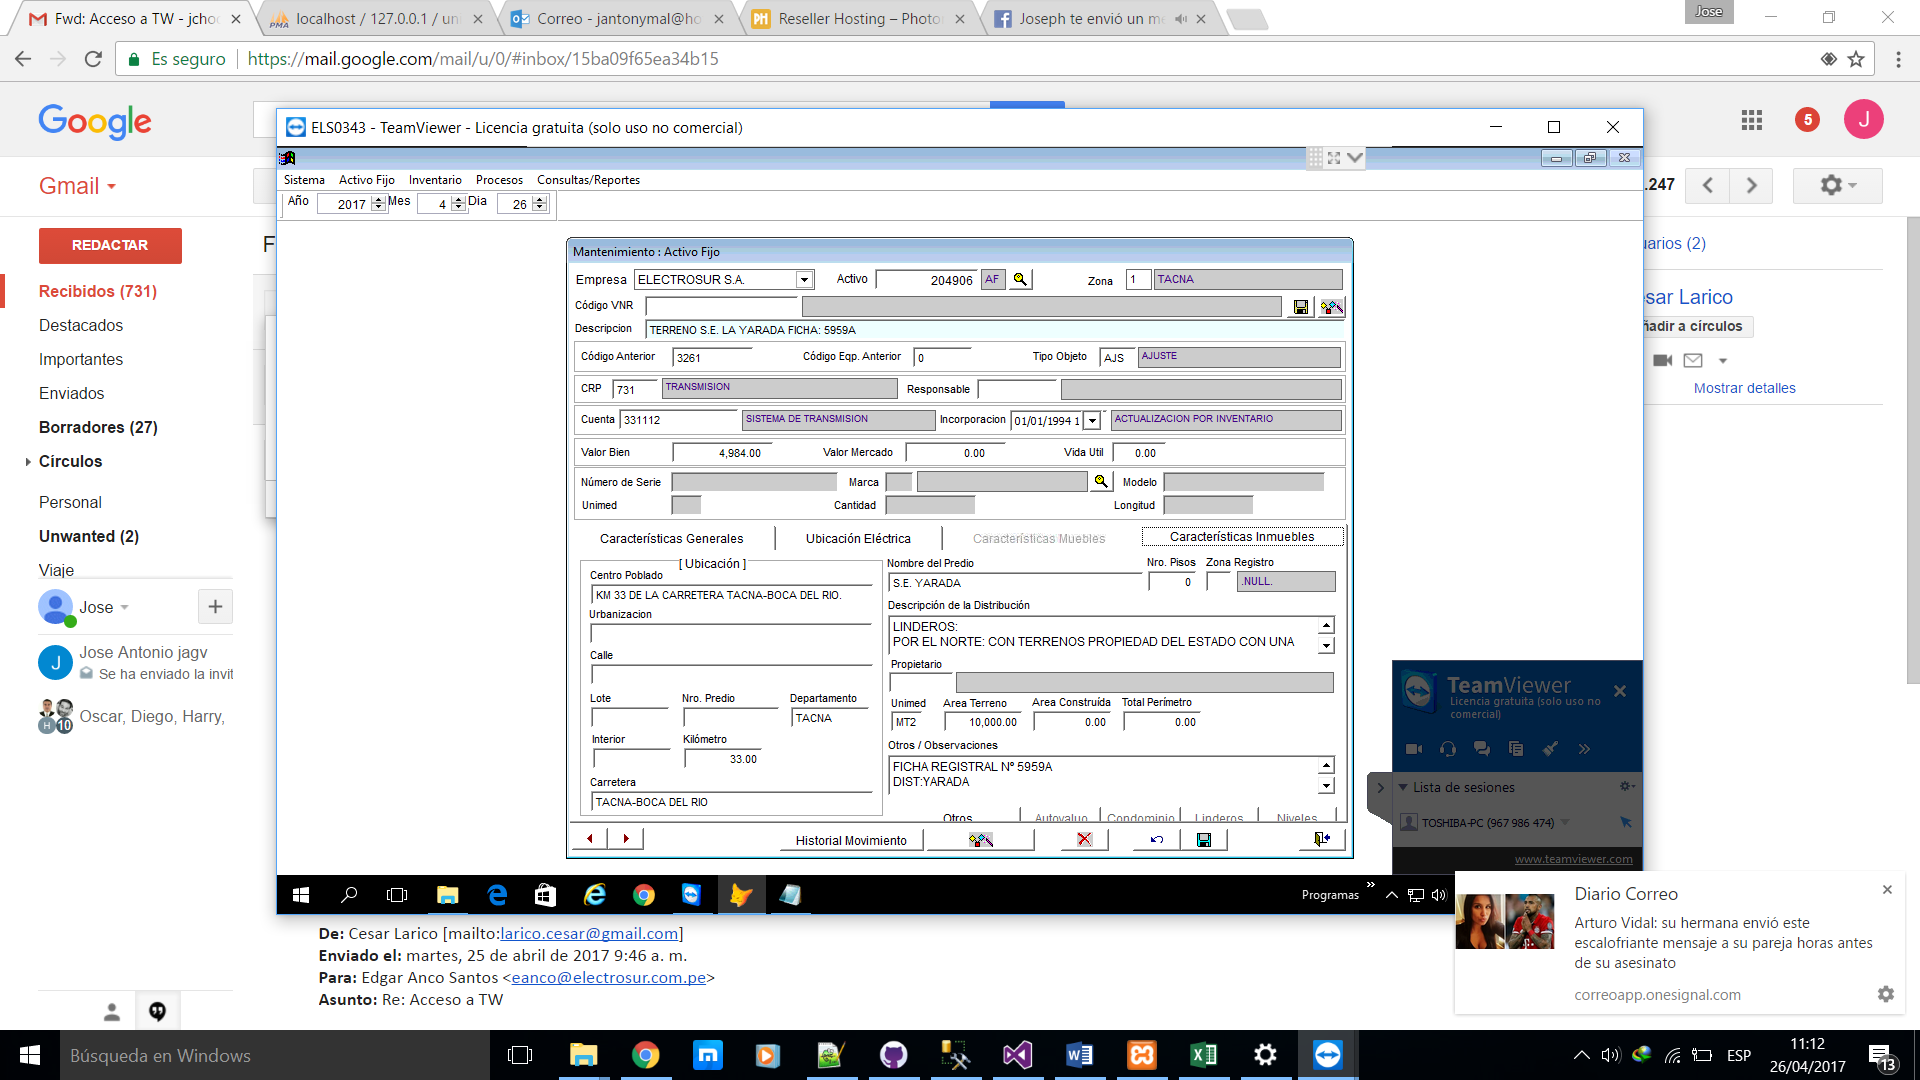 Fwd: Acceso a TW - jcho
localhost / 127.0.0.1 / un
Correo - jantonymal@ho
Reseller Hosting – Photo
Joseph te envió un me
Jose
Es seguro
https://mail.google.com/mail/u/0/#inbox/15ba09f65ea34b15
Google
5
J
ELS0343 - TeamViewer - Licencia gratuita (solo uso no comercial)
Gmail
.247
REDACTAR
F
Recibidos (731)
Destacados
Importantes
Enviados
Borradores (27)
Círculos
Personal
Unwanted (2)
Viaje
Jose
Jose Antonio jagv
Se ha enviado la invit
J
Oscar, Diego, Harry,
H
10
Sistema Activo Fijo Inventario Procesos Consultas/Reportes
Año 2017 Mes 4 Dia 26
Mantenimiento : Activo Fijo
Empresa ELECTROSUR S.A. Activo 204906 AF Zona 1 TACNA
Código VNR
Descripcion TERRENO S.E. LA YARADA FICHA: 5959A
Código Anterior 3261 Código Eqp. Anterior 0 Tipo Objeto AJS AJUSTE
CRP 731 TRANSMISION Responsable
Cuenta 331112 SISTEMA DE TRANSMISION Incorporacion 01/01/1994 1 ACTUALIZACION POR INVENTARIO
Valor Bien 4,984.00 Valor Mercado 0.00 Vida Util 0.00
Número de Serie Marca Modelo
Unimed Cantidad Longitud
Características Generales Ubicación Eléctrica Características Muebles Características Inmuebles
[ Ubicación ]
Centro Poblado
KM 33 DE LA CARRETERA TACNA-BOCA DEL RIO.
Urbanizacion
Calle
Lote Nro. Predio Departamento
TACNA
Interior Kilómetro
33.00
Carretera
TACNA-BOCA DEL RIO
Nombre del Predio Nro. Pisos Zona Registro
S.E. YARADA 0 .NULL.
Descripción de la Distribución
LINDEROS:
POR EL NORTE: CON TERRENOS PROPIEDAD DEL ESTADO CON UNA
Propietario
Unimed Area Terreno Area Construída Total Perímetro
MT2 10,000.00 0.00 0.00
Otros / Observaciones
FICHA REGISTRAL Nº 5959A
DIST:YARADA
Otros Autovaluo Condominio Linderos Niveles
Historial Movimiento
uarios (2)
sar Larico
ñadir a círculos
Mostrar detalles
TeamViewer
Licencia gratuita (solo uso no
comercial)
Lista de sesiones
TOSHIBA-PC (967 986 474)
www.teamviewer.com
Programas
De: Cesar Larico [mailto:larico.cesar@gmail.com]
Enviado el: martes, 25 de abril de 2017 9:46 a. m.
Para: Edgar Anco Santos <eanco@electrosur.com.pe>
Asunto: Re: Acceso a TW
Diario Correo
Arturo Vidal: su hermana envió este
escalofriante mensaje a su pareja horas antes
de su asesinato
correoapp.onesignal.com
Búsqueda en Windows
ESP
11:12
26/04/2017
13